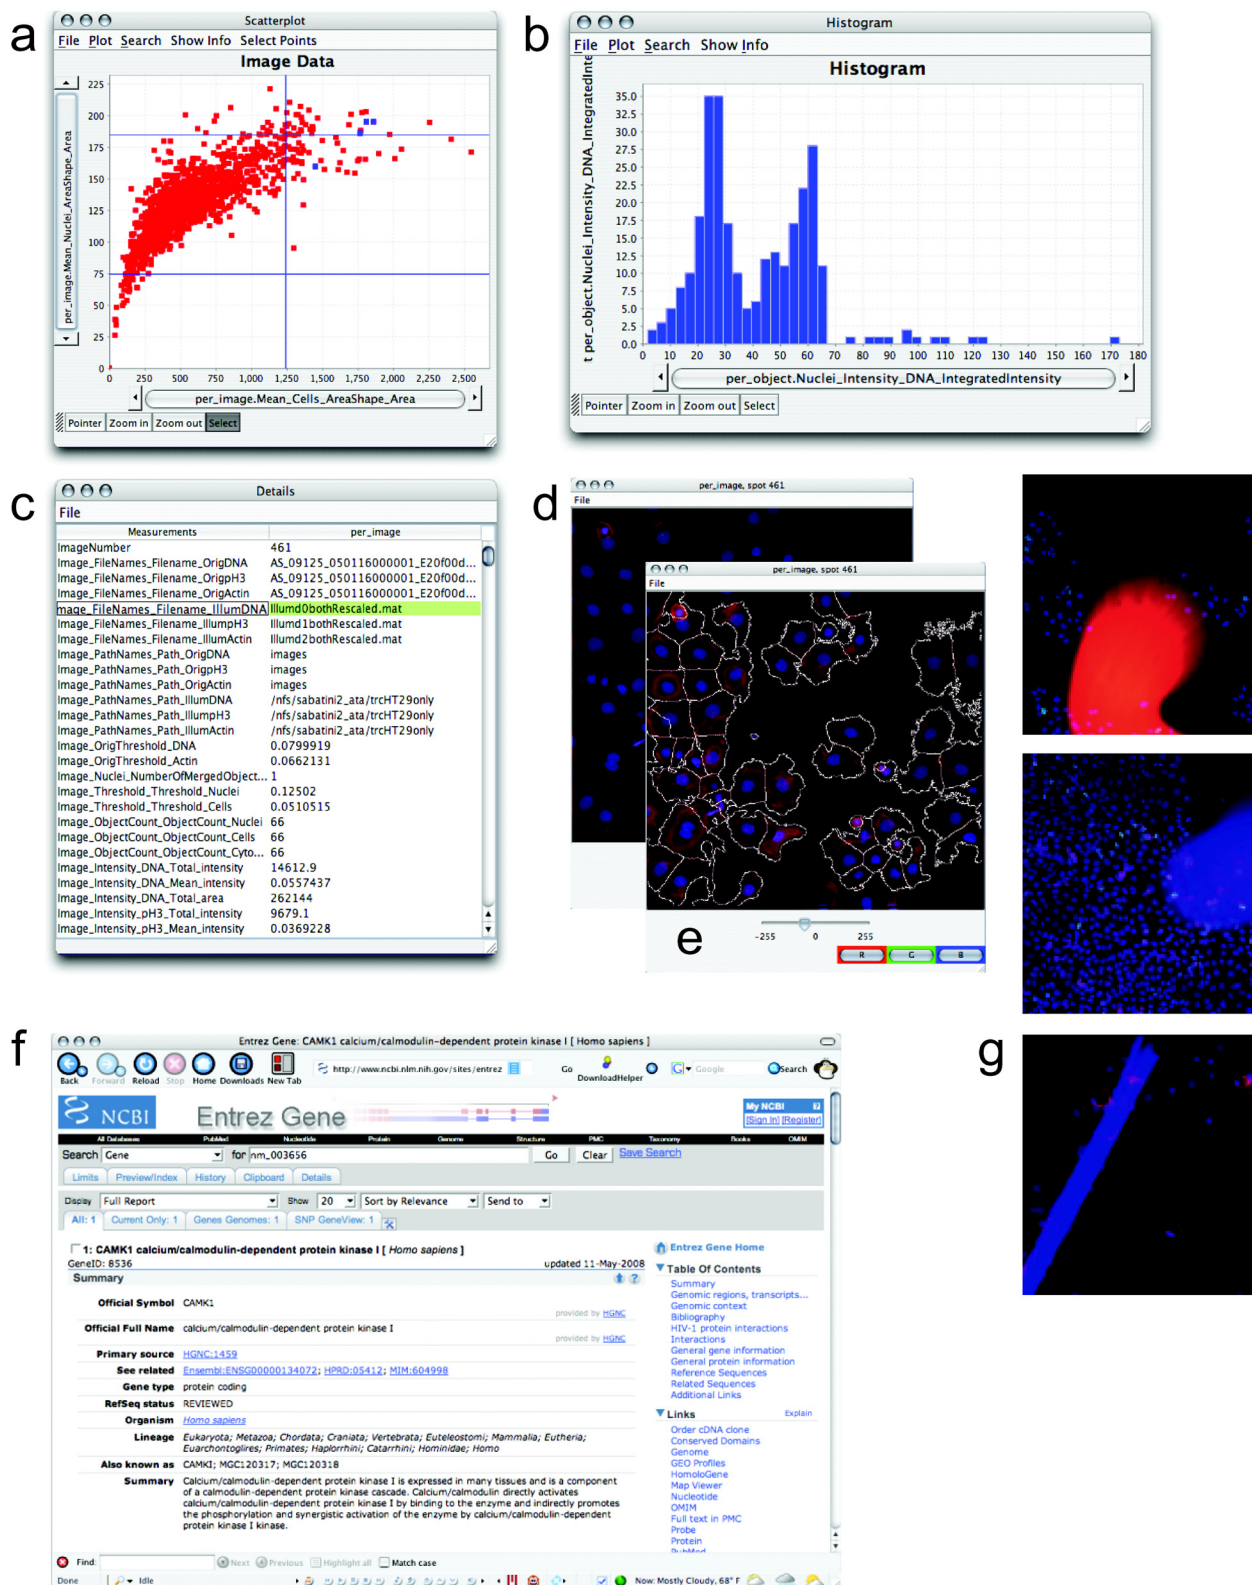 a
Scatterplot
File Plot Search Show Info Select Points
Image Data
per_image.Mean_Nuclei_AreaShape_Area
225
200
175
150
125
100
75
50
25
0
250 500 750 1,000 1,250 1,500 1,750 2,000 2,250 2,500
per_image.Mean_Cells_AreaShape_Area
Pointer Zoom in Zoom out Select
b
Histogram
File Plot Search Show Info
Histogram
t per_object.Nuclei_Intensity_DNA_IntegratedInte
35.0
32.5
30.0
27.5
25.0
22.5
20.0
17.5
15.0
12.5
10.0
7.5
5.0
2.5
0.0
0 10 20 30 40 50 60 70 80 90 100 110 120 130 140 150 160 170 180
per_object.Nuclei_Intensity_DNA_IntegratedIntensity
Pointer Zoom in Zoom out Select
c
Details
File
Measurements per_image
ImageNumber 461
Image_FileNames_Filename_OrigDNA AS_09125_050116000001_E20f00d...
Image_FileNames_Filename_OrigpH3 AS_09125_050116000001_E20f00d...
Image_FileNames_Filename_OrigActin AS_09125_050116000001_E20f00d...
mage_FileNames_Filename_IllumDNA Illumd0bothRescaled.mat
Image_FileNames_Filename_IllumpH3 Illumd1bothRescaled.mat
Image_FileNames_Filename_IllumActin Illumd2bothRescaled.mat
Image_PathNames_Path_OrigDNA images
Image_PathNames_Path_OrigpH3 images
Image_PathNames_Path_OrigActin images
Image_PathNames_Path_IllumDNA /nfs/sabatini2_ata/trcHT29only
Image_PathNames_Path_IllumpH3 /nfs/sabatini2_ata/trcHT29only
Image_PathNames_Path_IllumActin /nfs/sabatini2_ata/trcHT29only
Image_OrigThreshold_DNA 0.0799919
Image_OrigThreshold_Actin 0.0662131
Image_Nuclei_NumberOfMergedObject... 1
Image_Threshold_Threshold_Nuclei 0.12502
Image_Threshold_Threshold_Cells 0.0510515
Image_ObjectCount_ObjectCount_Nuclei 66
Image_ObjectCount_ObjectCount_Cells 66
Image_ObjectCount_ObjectCount_Cyto... 66
Image_Intensity_DNA_Total_intensity 14612.9
Image_Intensity_DNA_Mean_intensity 0.0557437
Image_Intensity_DNA_Total_area 262144
Image_Intensity_pH3_Total_intensity 9679.1
Image_Intensity_pH3_Mean_intensity 0.0369228
d
per_image, spot 461
File
per_image, spot 461
File
e
-255 0 255
R G B
f
Entrez Gene: CAMK1 calcium/calmodulin-dependent protein kinase I [ Homo sapiens ]
Back Forward Reload Stop Home Downloads New Tab http://www.ncbi.nlm.nih.gov/sites/entrez Go DownloadHelper Google Search
NCBI Entrez Gene
My NCBI
[Sign In] [Register]
All Databases PubMed Nucleotide Protein Genome Structure PMC Taxonomy Books OMIM
Search Gene for nm_003656 Go Clear Save Search
Limits Preview/Index History Clipboard Details
Display Full Report Show 20 Sort by Relevance Send to
All: 1 Current Only: 1 Genes Genomes: 1 SNP GeneView: 1
1: CAMK1 calcium/calmodulin-dependent protein kinase I [ Homo sapiens ]
GeneID: 8536 updated 11-May-2008
Summary
Official Symbol CAMK1
provided by HGNC
Official Full Name calcium/calmodulin-dependent protein kinase I
provided by HGNC
Primary source HGNC:1459
See related Ensembl:ENSG00000134072; HPRD:05412; MIM:604998
Gene type protein coding
RefSeq status REVIEWED
Organism Homo sapiens
Lineage Eukaryota; Metazoa; Chordata; Craniata; Vertebrata; Euteleostomi; Mammalia; Eutheria;
Euarchontoglires; Primates; Haplorrhini; Catarrhini; Hominidae; Homo
Also known as CAMKI; MGC120317; MGC120318
Summary Calcium/calmodulin-dependent protein kinase I is expressed in many tissues and is a component
of a calmodulin-dependent protein kinase cascade. Calcium/calmodulin directly activates
calcium/calmodulin-dependent protein kinase I by binding to the enzyme and indirectly promotes
the phosphorylation and synergistic activation of the enzyme by calcium/calmodulin-dependent
protein kinase I kinase.
Entrez Gene Home
Table Of Contents
Summary
Genomic regions, transcripts...
Genomic context
Bibliography
HIV-1 protein interactions
Interactions
General gene information
General protein information
Reference Sequences
Related Sequences
Additional Links
Links Explain
Order cDNA clone
Conserved Domains
Genome
GEO Profiles
HomoloGene
Map Viewer
Nucleotide
OMIM
Full text in PMC
Probe
Protein
PubMed
Find: Next Previous Highlight all Match case
Done Idle Now: Mostly Cloudy, 68° F
g